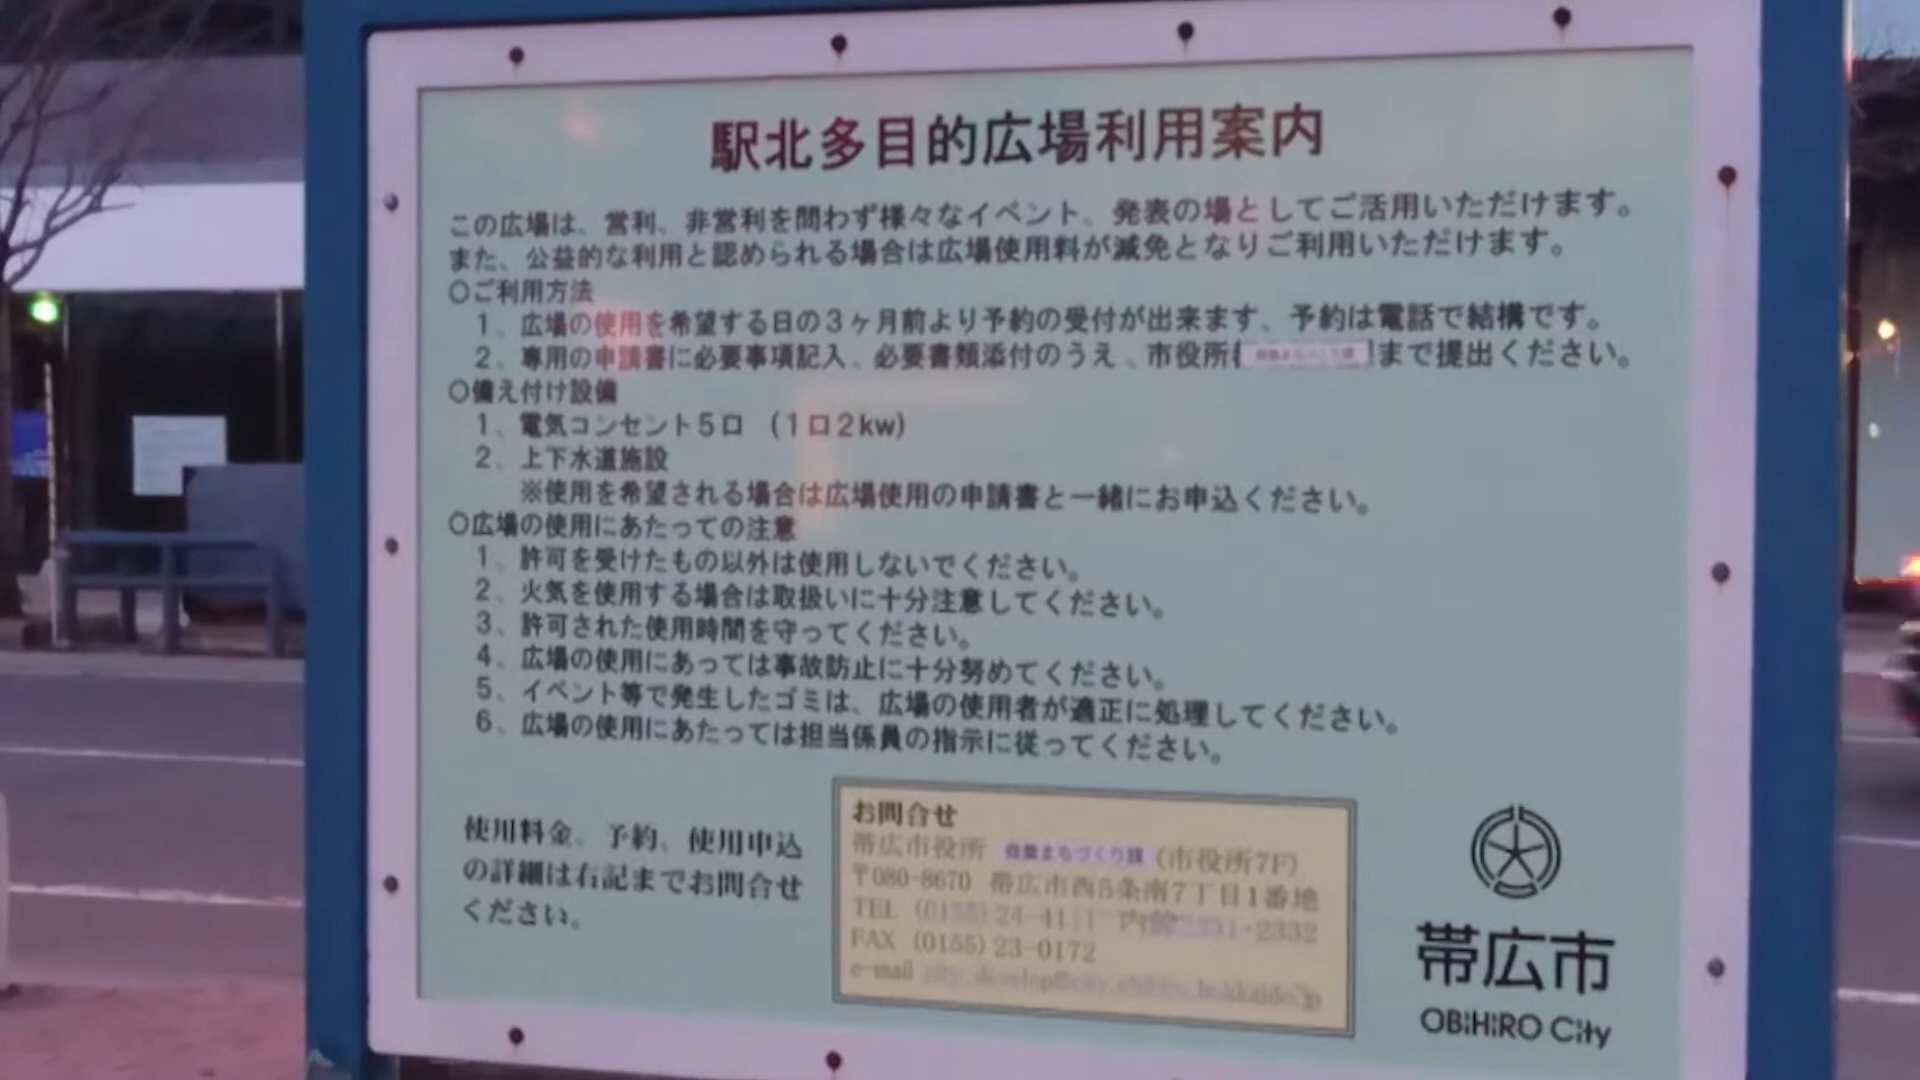 駅北多目的広場利用案内
この広場は、営利、非営利を問わず様々なイベント、発表の場としてご活用いただけます。
また、公益的な利用と認められる場合は広場使用料が減免となりご利用いただけます。
○ご利用方法
1、広場の使用を希望する日の3ヶ月前より予約の受付が出来ます、予約は電話で結構です。
2、専用の申請書に必要事項記入、必要書類添付のうえ、市役所 商業まちづくり課 まで提出ください。
○備え付け設備
1、電気コンセント5口 (1口2kw)
2、上下水道施設
※使用を希望される場合は広場使用の申請書と一緒にお申込ください。
○広場の使用にあたっての注意
1、許可を受けたもの以外は使用しないでください。
2、火気を使用する場合は取扱いに十分注意してください。
3、許可された使用時間を守ってください。
4、広場の使用にあっては事故防止に十分努めてください。
5、イベント等で発生したゴミは、広場の使用者が適正に処理してください。
6、広場の使用にあたっては担当係員の指示に従ってください。
使用料金、予約、使用申込
の詳細は右記までお問合せ
ください。
お問合せ
帯広市役所 商業まちづくり課 (市役所7F)
〒080-8670 帯広市西5条南7丁目1番地
TEL (0155) 24-4111
FAX (0155) 23-0172
e-mail
帯広市
OBiHiRO City